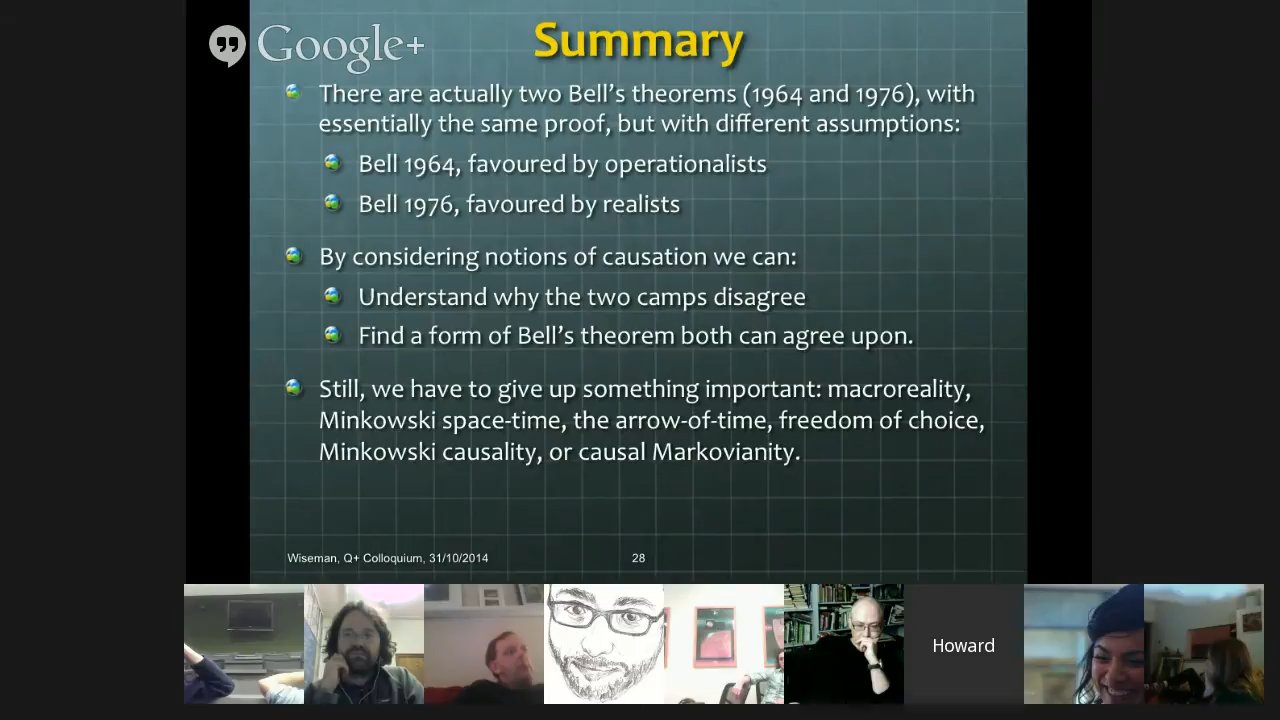 Google+
Summary
There are actually two Bell’s theorems (1964 and 1976), with
essentially the same proof, but with different assumptions:
Bell 1964, favoured by operationalists
Bell 1976, favoured by realists
By considering notions of causation we can:
Understand why the two camps disagree
Find a form of Bell’s theorem both can agree upon.
Still, we have to give up something important: macroreality,
Minkowski space-time, the arrow-of-time, freedom of choice,
Minkowski causality, or causal Markovianity.
Wiseman, Q+ Colloquium, 31/10/2014
28
Howard